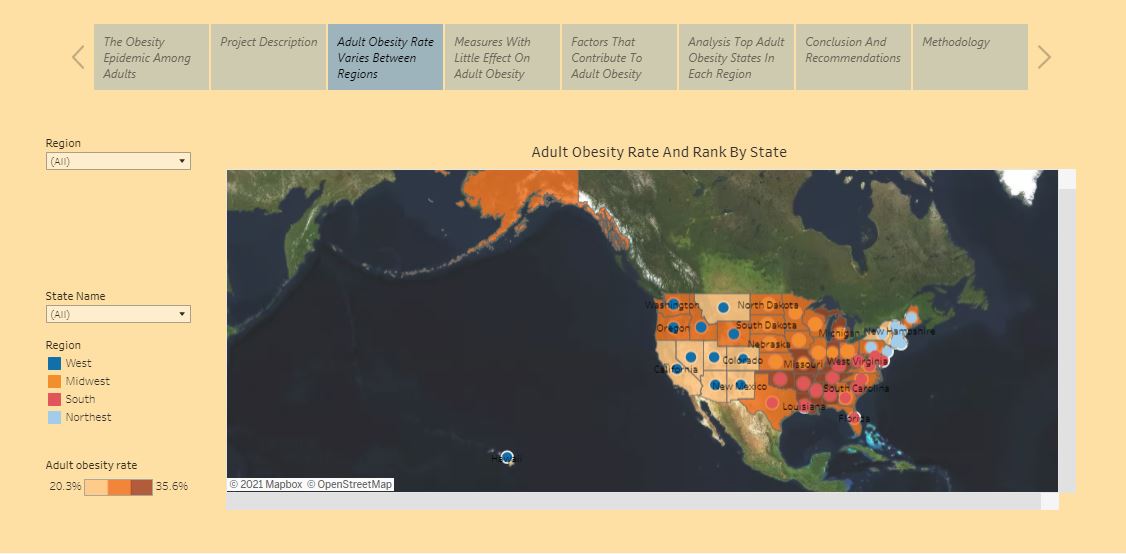 The Obesity
Epidemic Among
Adults
Project Description
Adult Obesity Rate
Varies Between
Regions
Measures With
Little Effect On
Adult Obesity
Factors That
Contribute To
Adult Obesity
Analysis Top Adult
Obesity States In
Each Region
Conclusion And
Recommendations
Methodology
Region
(All)
State Name
(All)
Region
West
Midwest
South
Northest
Adult obesity rate
20.3% 35.6%
Adult Obesity Rate And Rank By State
Washington
North Dakota
Oregon
South Dakota
Michigan
New Hampshire
Nebraska
Colorado
Missouri
West Virginia
California
New Mexico
South Carolina
Louisiana
Florida
Hawaii
© 2021 Mapbox © OpenStreetMap